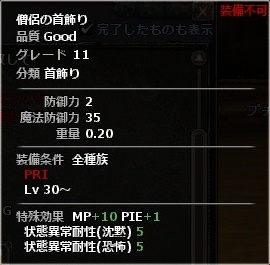 装備不可
僧侶の首飾り
完了したものも表示
品質 Good
グレード 11
分類 首飾り
防御力 2
魔法防御力 35
重量 0.20
装備条件 全種族
PRI
Lv 30～
特殊効果 MP+10 PIE+1
状態異常耐性(沈黙) 5
状態異常耐性(恐怖) 5